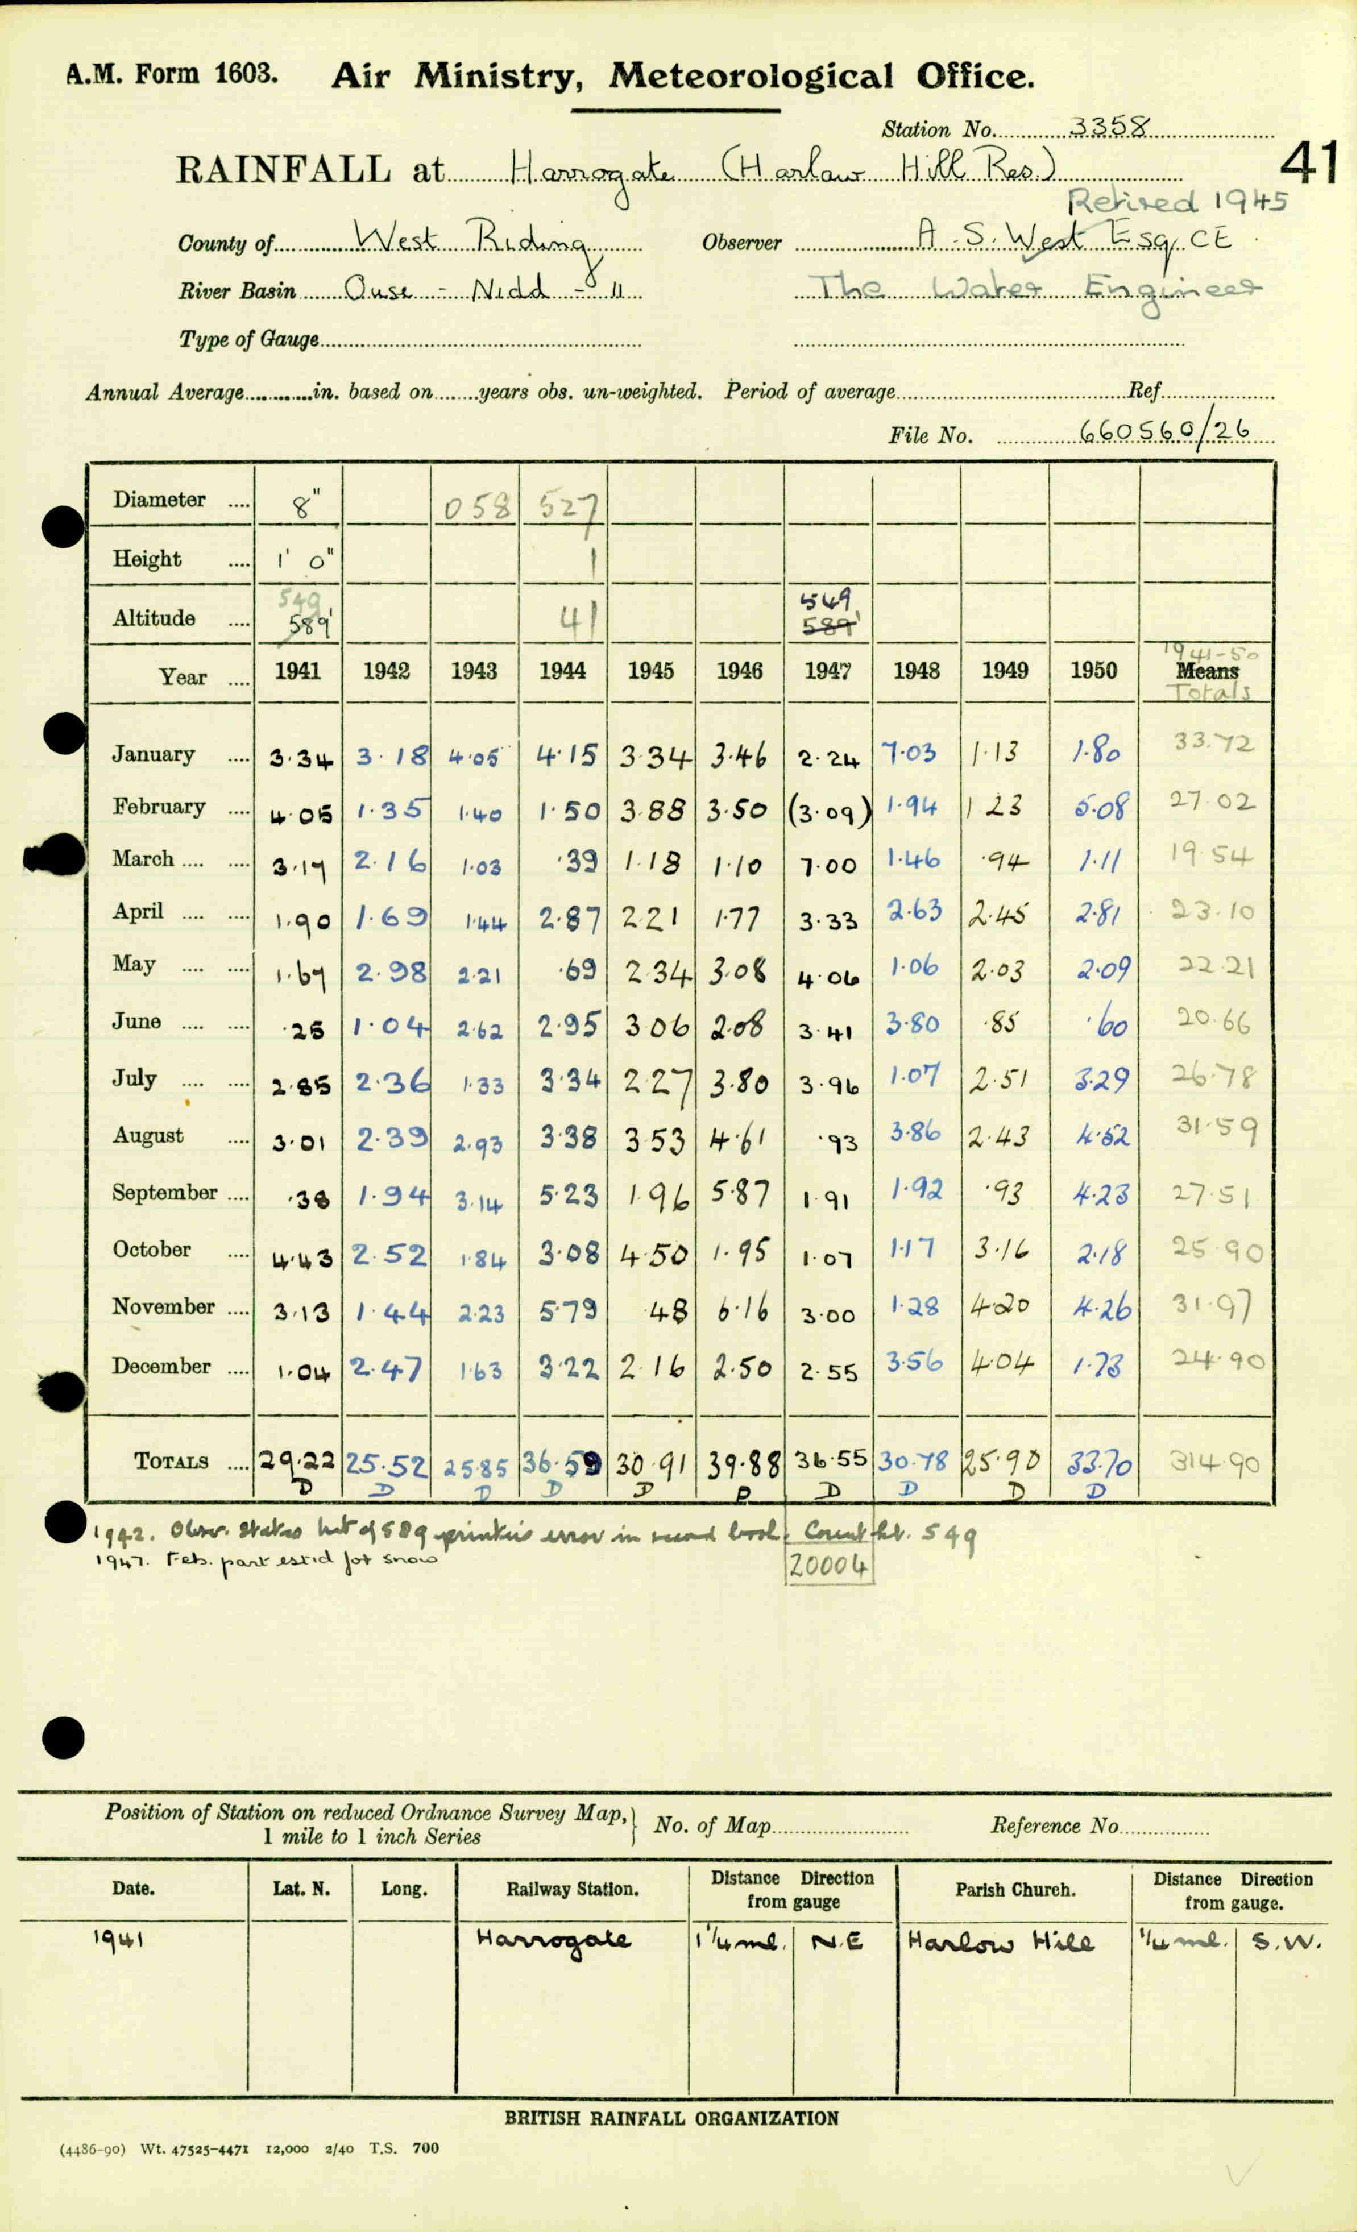 A.M. Form 1603. Air Ministry, Meteorological Office.
Station No. 3358
41
RAINFALL at Harrogate (Harlow Hill Res.)
Retired 1945
County of West Riding Observer A. S. West Esq. CE
River Basin Ouse - Nidd - 11 The Water Engineer
Type of Gauge
Annual Average in. based on years obs. un-weighted. Period of average Ref
File No. 660560/26
Diameter 8" 058 527
Height 1' 0" 1
549 549
Altitude 589' 41 589'
1941-50
Year 1941 1942 1943 1944 1945 1946 1947 1948 1949 1950 Means
Totals
January 3.34 3.18 4.05 4.15 3.34 3.46 2.24 7.03 1.13 1.80 33.72
February 4.05 1.35 1.40 1.50 3.88 3.50 (3.09) 1.94 1 23 5.08 27.02
March 3.17 2.16 1.03 .39 1.18 1.10 7.00 1.46 .94 1.11 19.54
April 1.90 1.69 1.44 2.87 2.21 1.77 3.33 2.63 2.45 2.81 23.10
May 1.67 2.98 2.21 .69 2.34 3.08 4.06 1.06 2.03 2.09 22.21
June .25 1.04 2.62 2.95 3.06 2.08 3.41 3.80 .85 .60 20.66
July 2.85 2.36 1.33 3.34 2.27 3.80 3.96 1.07 2.51 3.29 26.78
August 3.01 2.39 2.93 3.38 3.53 4.61 .93 3.86 2.43 4.52 31.59
September .38 1.94 3.14 5.23 1.96 5.87 1.91 1.92 .93 4.23 27.51
October 4.43 2.52 1.84 3.08 4.50 1.95 1.07 1.17 3.16 2.18 25.90
November 3.13 1.44 2.23 5.79 48 6.16 3.00 1.28 4.20 4.26 31.97
December 1.04 2.47 1.63 3.22 2.16 2.50 2.55 3.56 4.04 1.73 24.90
TOTALS 29.22 25.52 25.85 36.59 30.91 39.88 36.55 30.78 25.90 33.70 314.90
D D D D D D D D D D
1942. Obsvr. states ht of 589 printer's error in record book. Correct ht. 549
1947. Feb. part est'd for snow
20004
Position of Station on reduced Ordnance Survey Map, No. of Map Reference No
1 mile to 1 inch Series
Date. Lat. N. Long. Railway Station. Distance Direction from gauge Parish Church. Distance Direction from gauge.
1941 Harrogate 1 1/4 ml. N.E Harlow Hill 1/4 ml. S.W.
BRITISH RAINFALL ORGANIZATION
(4486-90) Wt. 47525-4471 12,000 2/40 T.S. 700